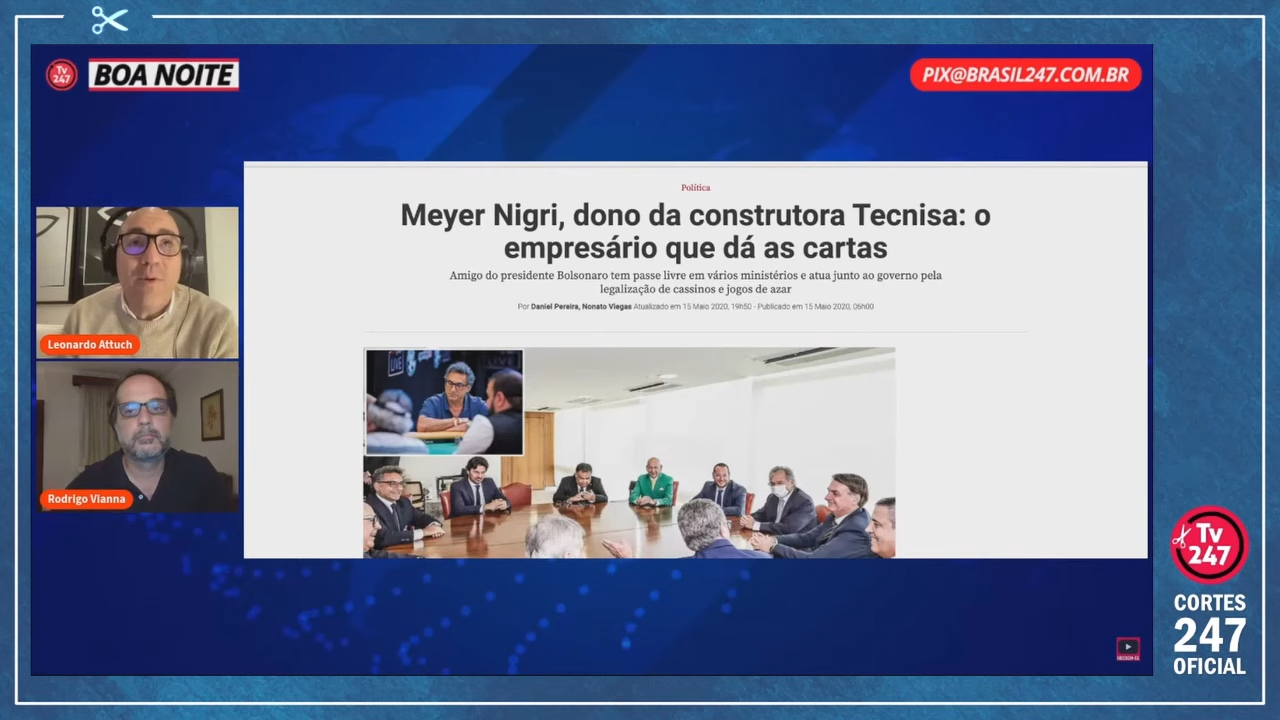 Tv
247
BOA NOITE
PIX@BRASIL247.COM.BR
Política
Meyer Nigri, dono da construtora Tecnisa: o
empresário que dá as cartas
Amigo do presidente Bolsonaro tem passe livre em vários ministérios e atua junto ao governo pela
legalização de cassinos e jogos de azar
Por Daniel Pereira, Nonato Viegas Atualizado em 15 Maio 2020, 19h50 - Publicado em 15 Maio 2020, 06h00
LIVE
Leonardo Attuch
Rodrigo Vianna
Tv
247
CORTES
247
OFICIAL